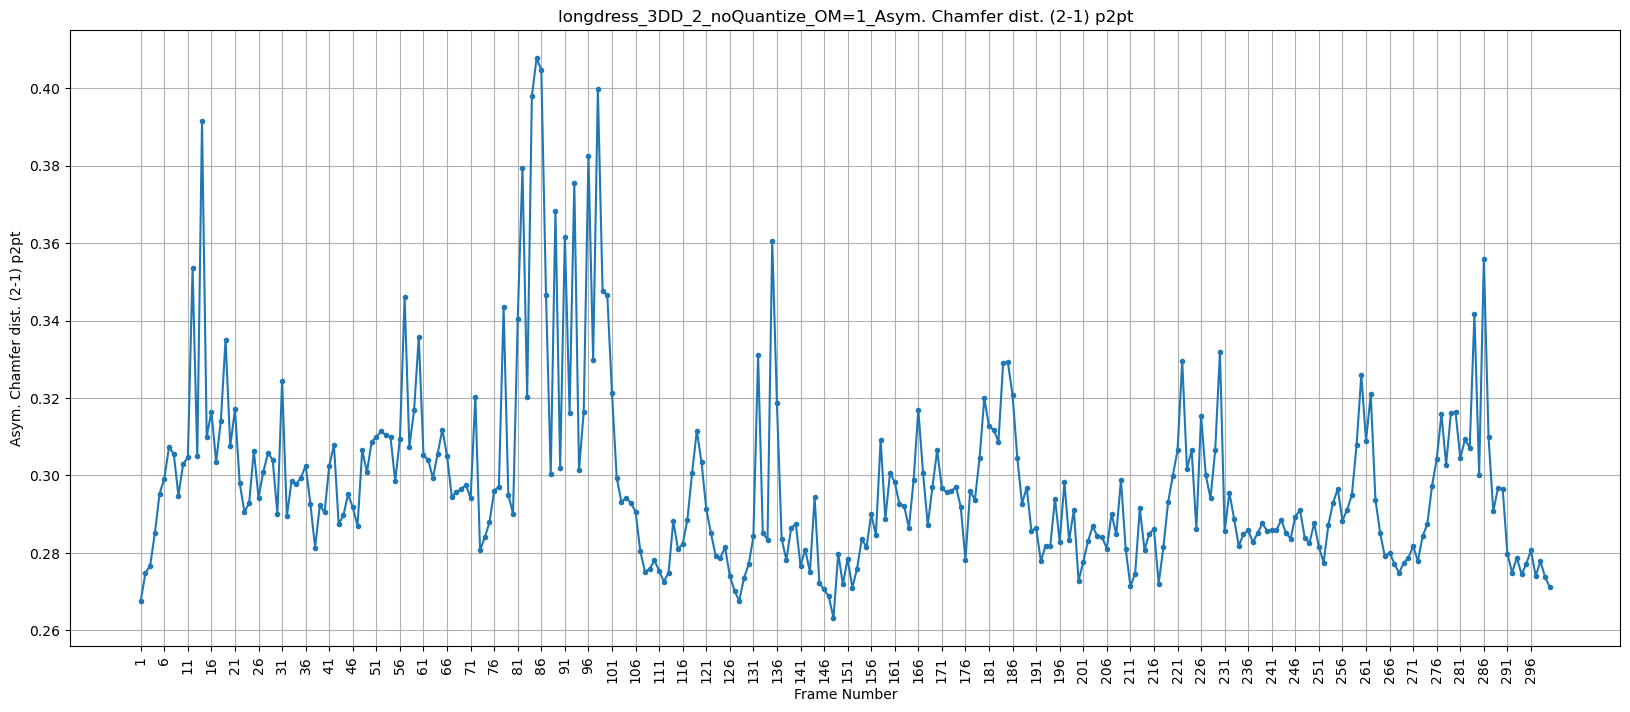 longdress_3DD_2_noQuantize_OM=1_Asym. Chamfer dist. (2-1) p2pt
Asym. Chamfer dist. (2-1) p2pt
0.40
0.38
0.36
0.34
0.32
0.30
0.28
0.26
1 6 11 16 21 26 31 36 41 46 51 56 61 66 71 76 81 86 91 96 101 106 111 116 121 126 131 136 141 146 151 156 161 166 171 176 181 186 191 196 201 206 211 216 221 226 231 236 241 246 251 256 261 266 271 276 281 286 291 296
Frame Number